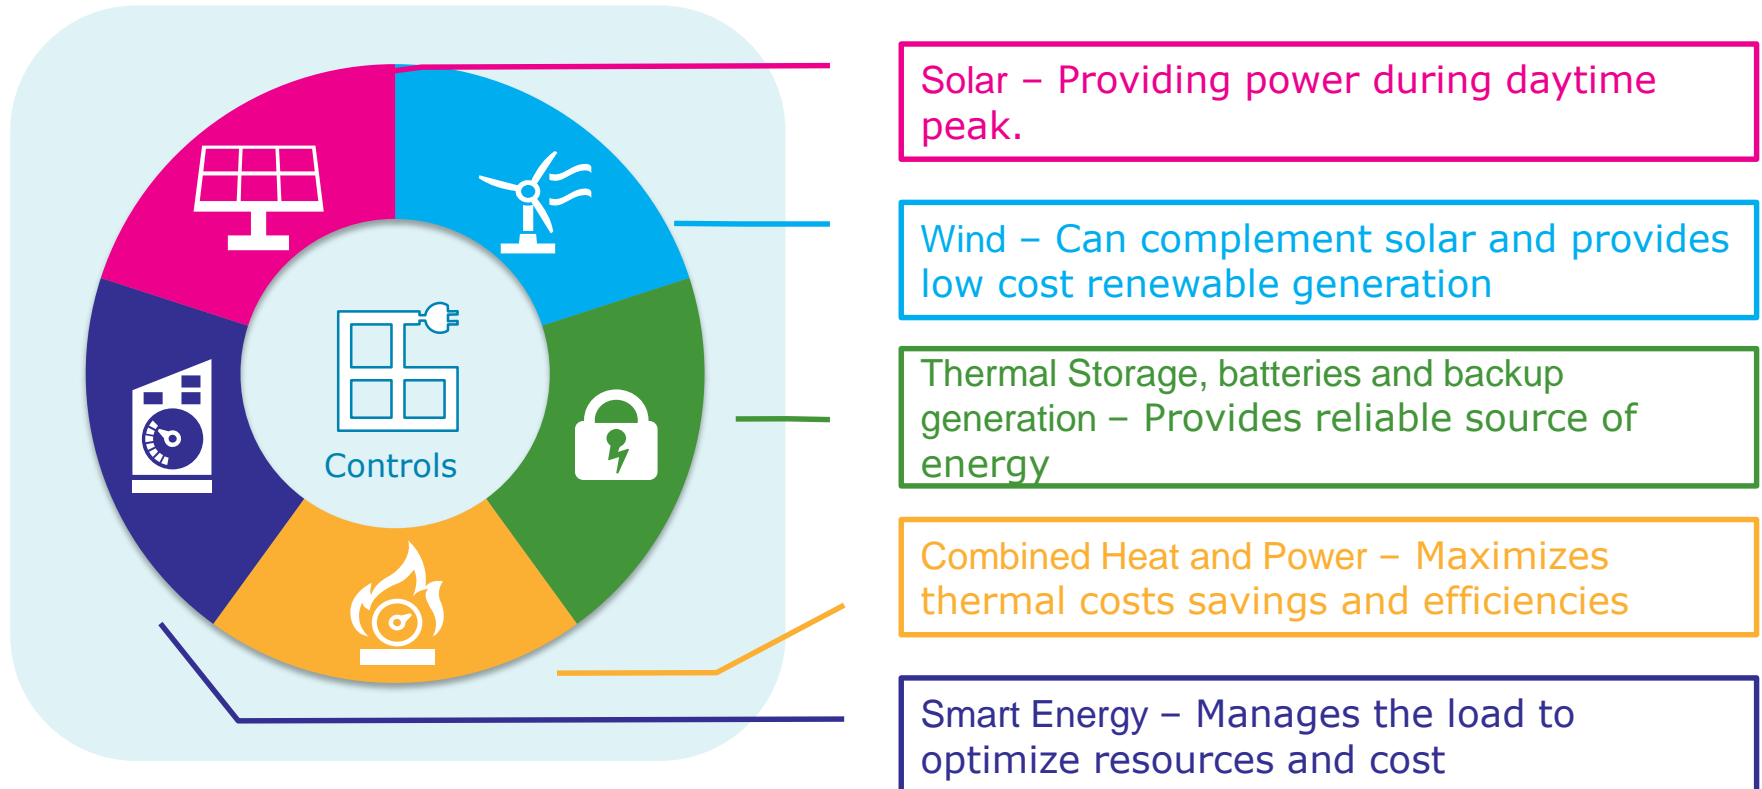 Solar – Providing power during daytime
peak.
Wind – Can complement solar and provides
low cost renewable generation
Thermal Storage, batteries and backup
generation – Provides reliable source of
energy
Controls
Combined Heat and Power – Maximizes
thermal costs savings and efficiencies
Smart Energy – Manages the load to
optimize resources and cost